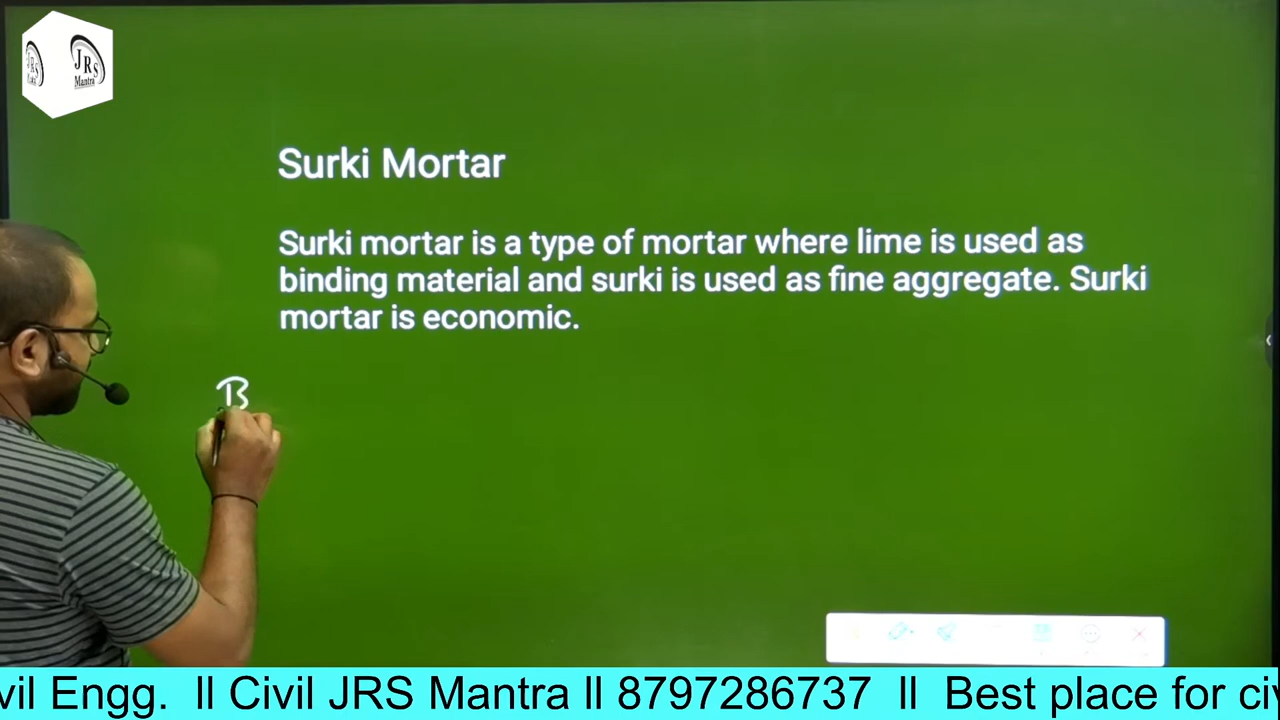 JRS
Mantra
Surki Mortar
Surki mortar is a type of mortar where lime is used as
binding material and surki is used as fine aggregate. Surki
mortar is economic.
B
vil Engg. ll Civil JRS Mantra ll 8797286737 ll Best place for civ